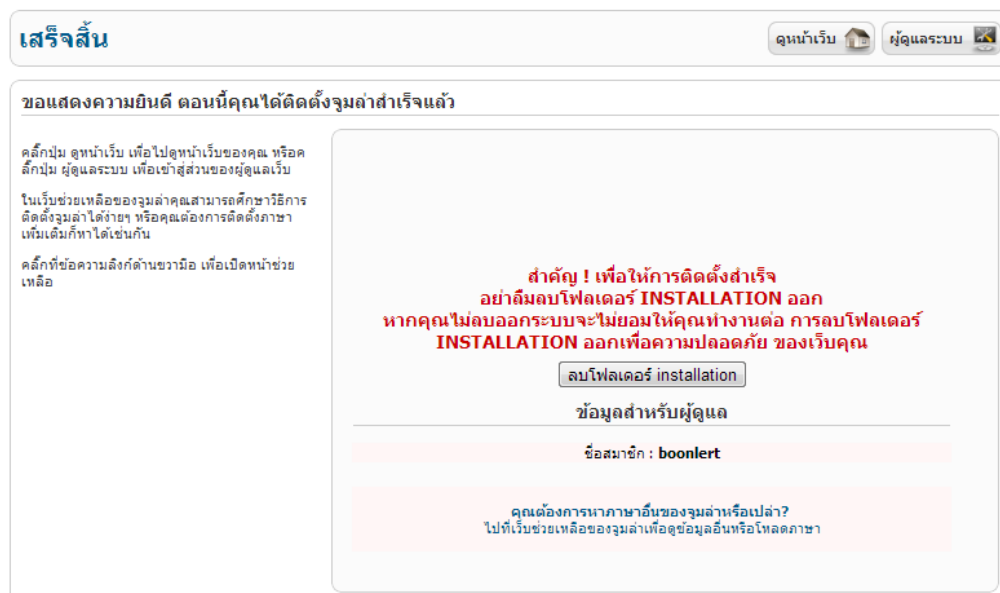 เสร็จสิ้น
ดูหน้าเว็บ
ผู้ดูแลระบบ
ขอแสดงความยินดี ตอนนี้คุณได้ติดตั้งจูมล่าสำเร็จแล้ว
คลิ๊กปุ่ม ดูหน้าเว็บ เพื่อไปดูหน้าเว็บของคุณ หรือค
ลิ๊กปุ่ม ผู้ดูแลระบบ เพื่อเข้าสู่ส่วนของผู้ดูแลเว็บ
ในเว็บช่วยเหลือของจูมล่าคุณสามารถศึกษาวิธีการ
ติดตั้งจูมล่าได้ง่ายๆ หรือคุณต้องการติดตั้งภาษา
เพิ่มเติมก็หาได้เช่นกัน
คลิ๊กที่ข้อความลิงก์ด้านขวามือ เพื่อเปิดหน้าช่วย
เหลือ
สำคัญ ! เพื่อให้การติดตั้งสำเร็จ
อย่าลืมลบโฟลเดอร์ INSTALLATION ออก
หากคุณไม่ลบออกระบบจะไม่ยอมให้คุณทำงานต่อ การลบโฟลเดอร์
INSTALLATION ออกเพื่อความปลอดภัย ของเว็บคุณ
ลบโฟลเดอร์ installation
ข้อมูลสำหรับผู้ดูแล
ชื่อสมาชิก : boonlert
คุณต้องการหาภาษาอื่นของจูมล่าหรือเปล่า?
ไปที่เว็บช่วยเหลือของจูมล่าเพื่อดูข้อมูลอื่นหรือโหลดภาษา